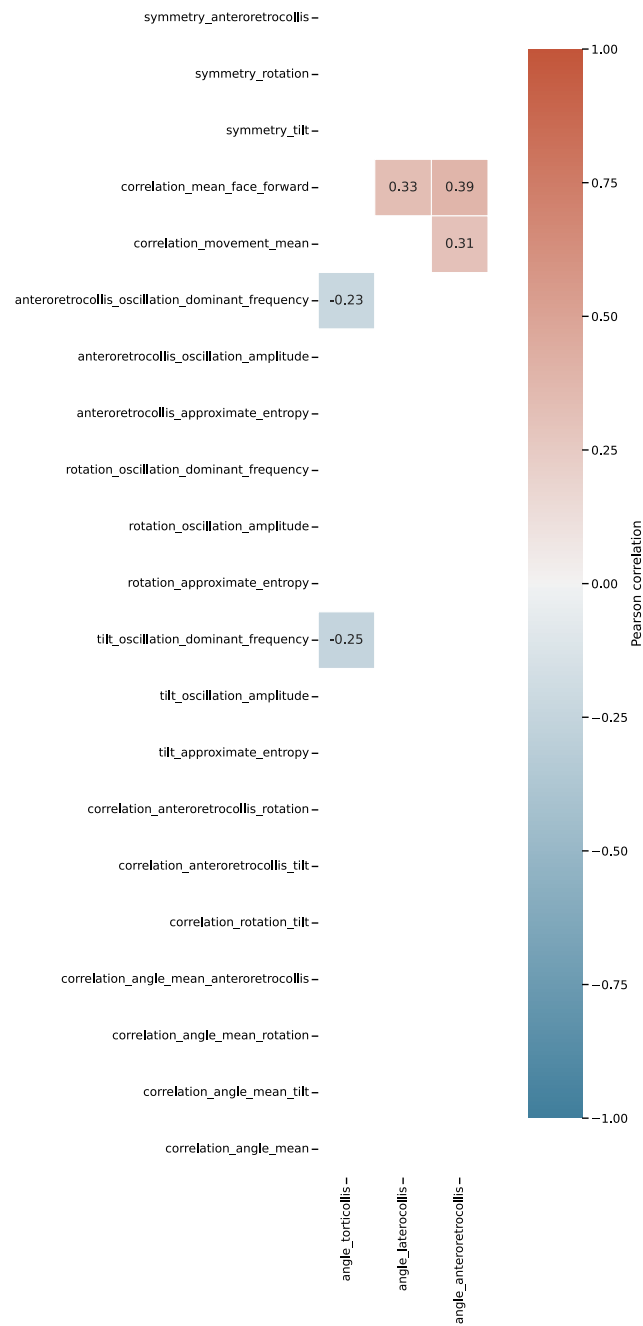 symmetry_anteroretrocollis
symmetry_rotation
symmetry_tilt
correlation_mean_face_forward
0.33
0.39
correlation_movement_mean
0.31
anteroretrocollis_oscillation_dominant_frequency
-0.23
anteroretrocollis_oscillation_amplitude
anteroretrocollis_approximate_entropy
rotation_oscillation_dominant_frequency
rotation_oscillation_amplitude
rotation_approximate_entropy
tilt_oscillation_dominant_frequency
-0.25
tilt_oscillation_amplitude
tilt_approximate_entropy
correlation_anteroretrocollis_rotation
correlation_anteroretrocollis_tilt
correlation_rotation_tilt
correlation_angle_mean_anteroretrocollis
correlation_angle_mean_rotation
correlation_angle_mean_tilt
correlation_angle_mean
angle_torticollis
angle_laterocollis
angle_anteroretrocollis
1.00
0.75
0.50
0.25
0.00
−0.25
−0.50
−0.75
−1.00
Pearson correlation